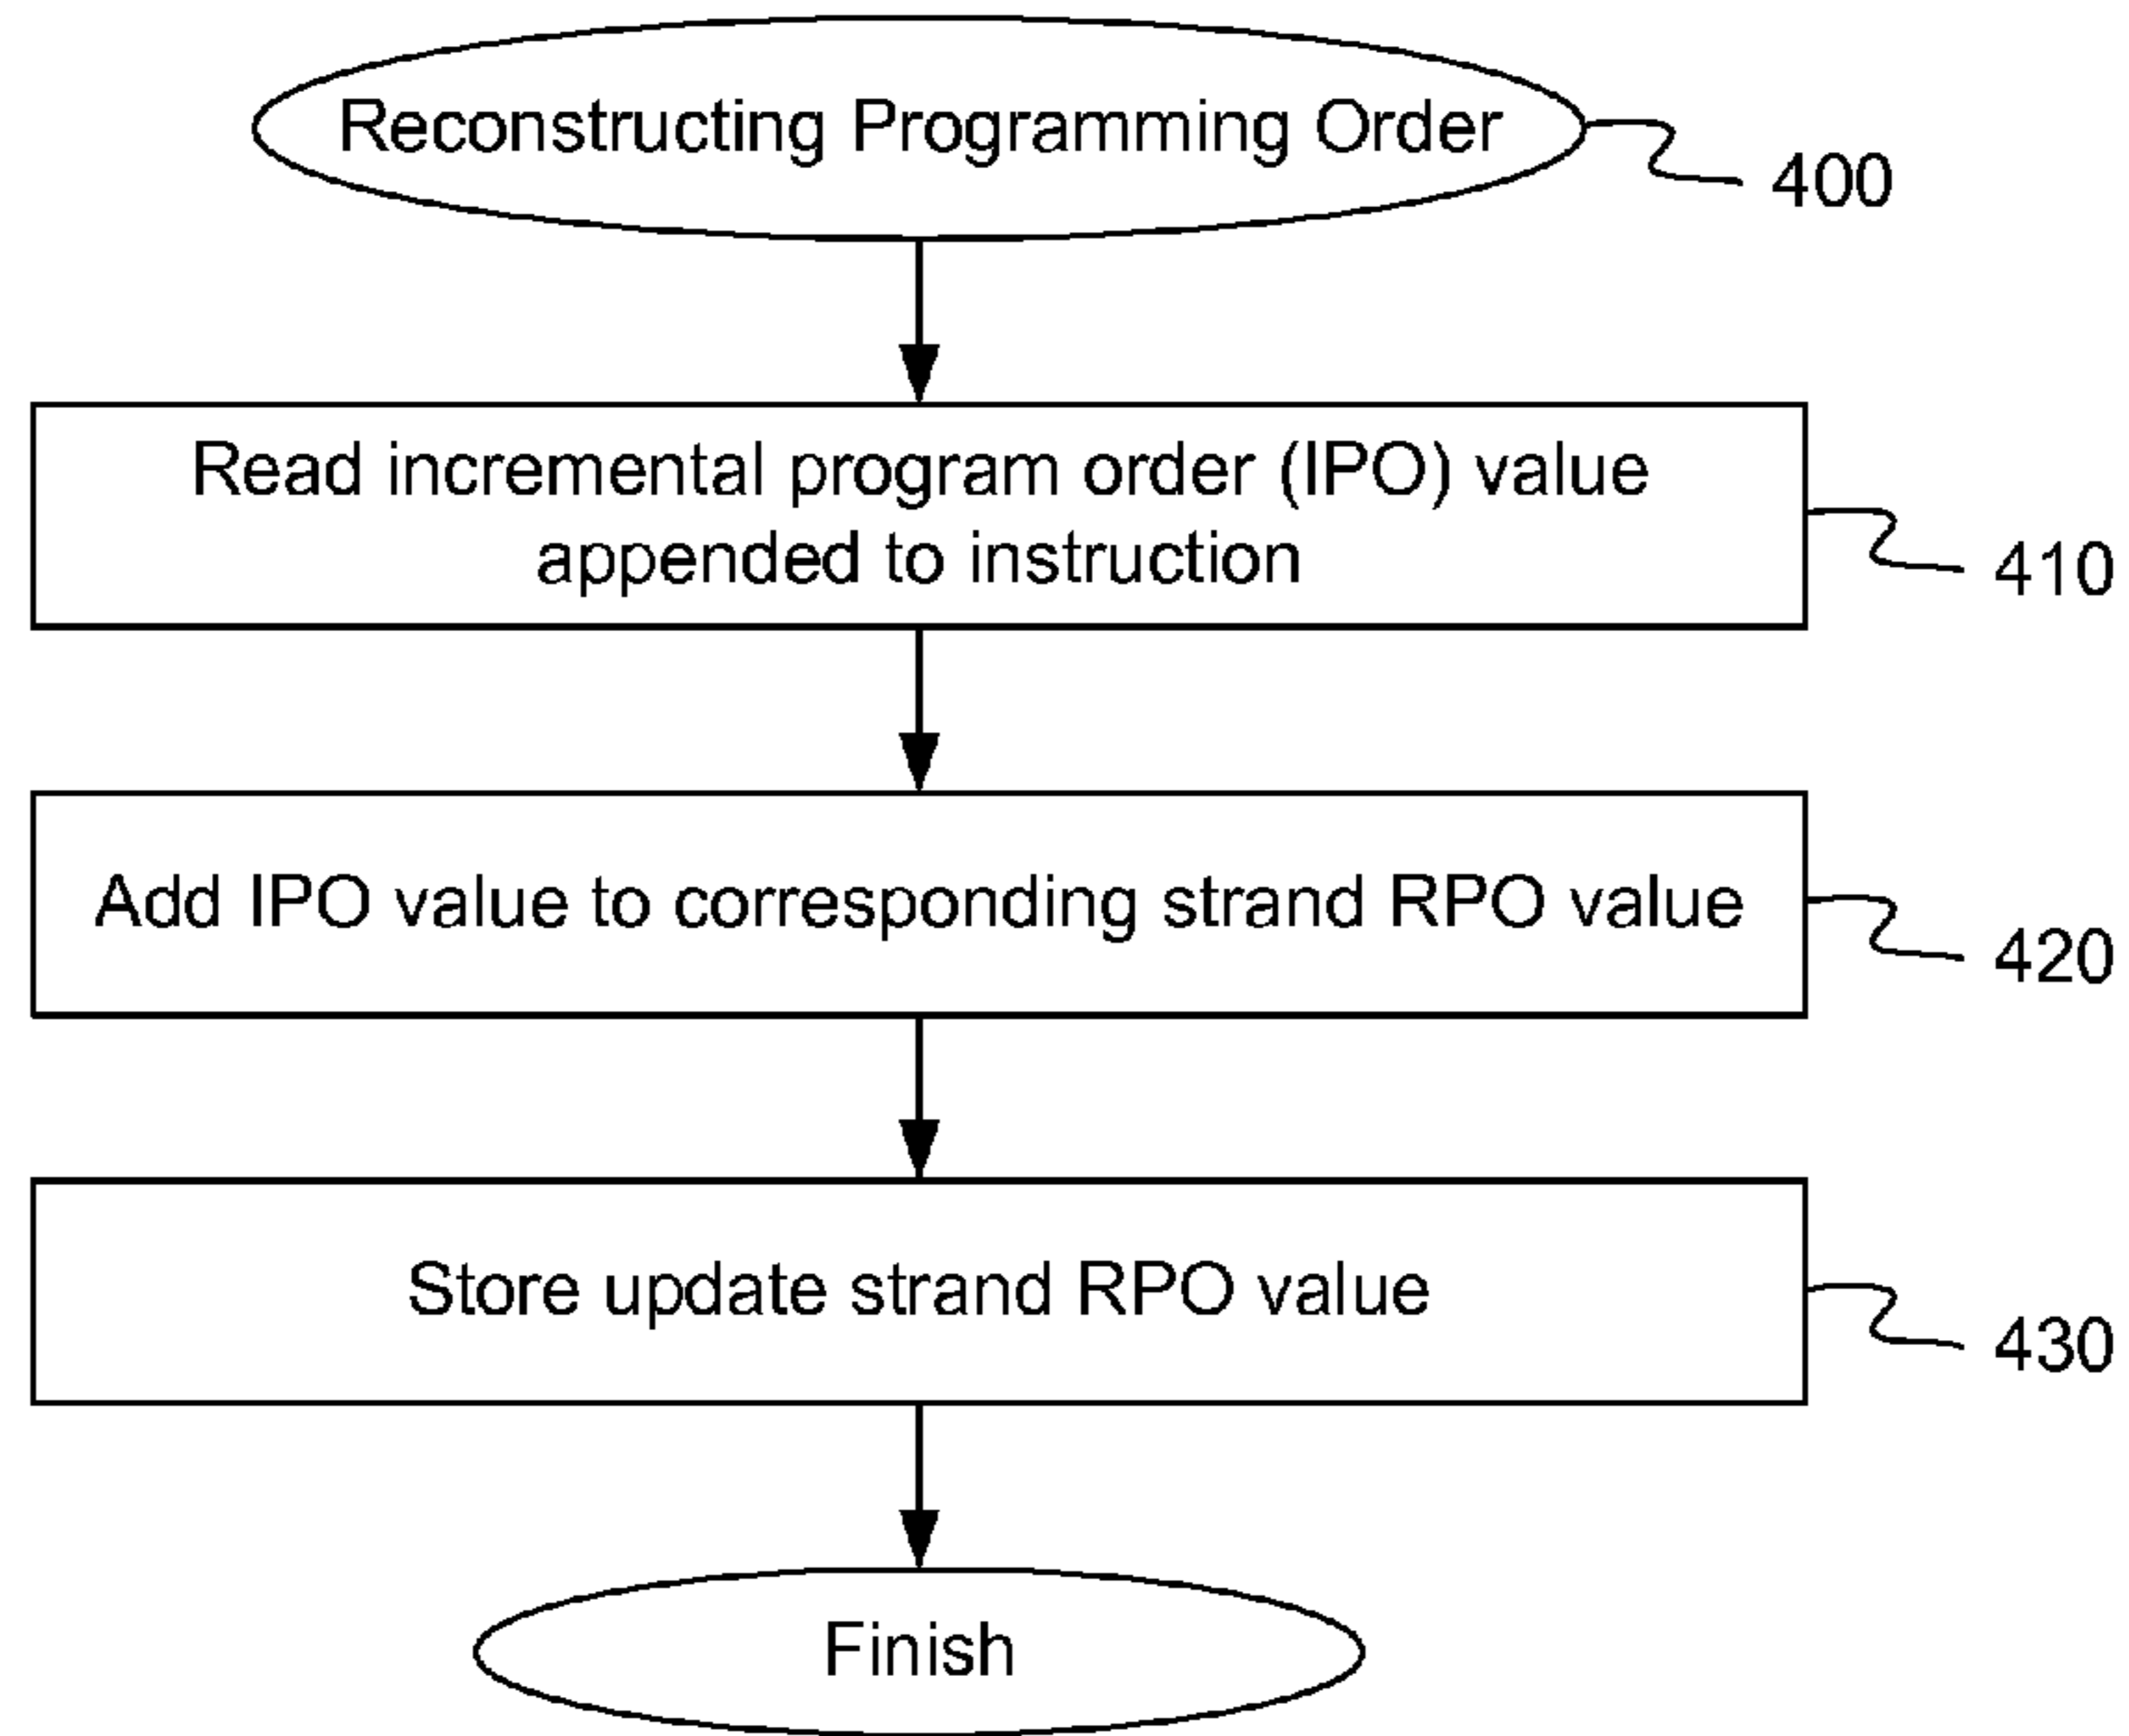 Reconstructing Programming Order
400
Read incremental program order (IPO) value
appended to instruction
410
Add IPO value to corresponding strand RPO value
420
Store update strand RPO value
430
Finish